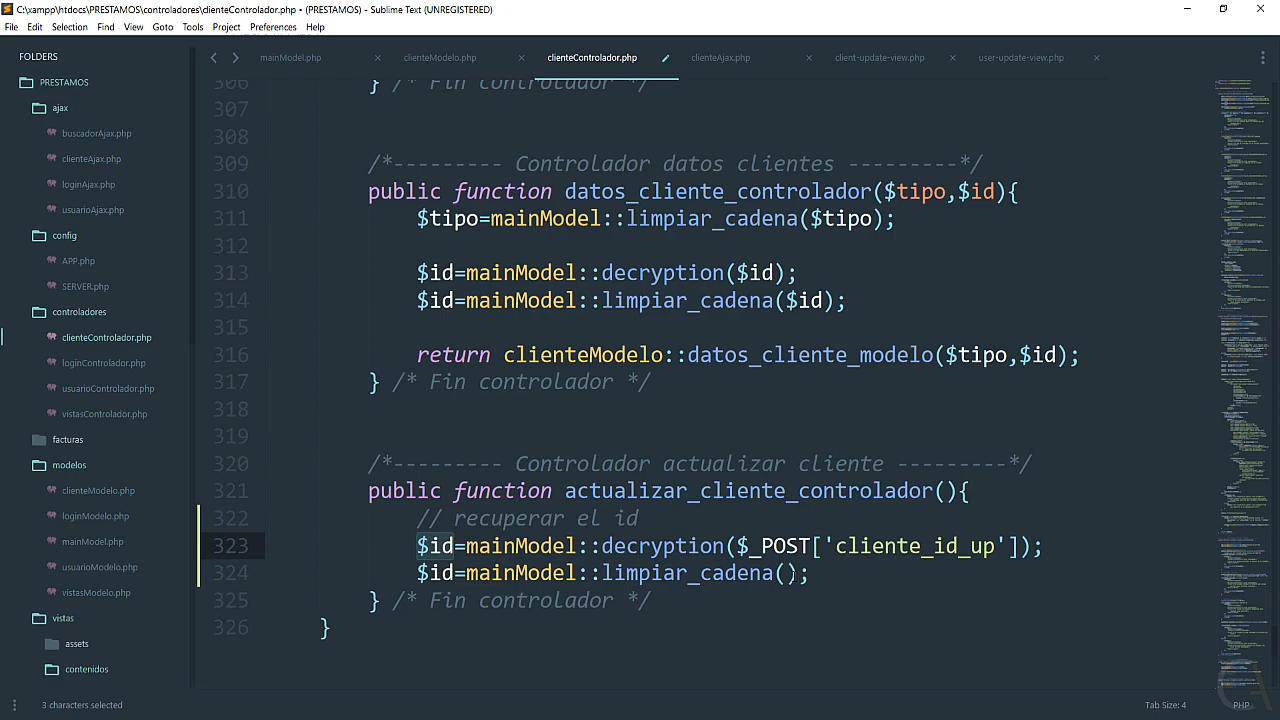 C:\xampp\htdocs\PRESTAMOS\controladores\clienteControlador.php • (PRESTAMOS) - Sublime Text (UNREGISTERED)
File Edit Selection Find View Goto Tools Project Preferences Help
FOLDERS
PRESTAMOS
ajax
buscadorAjax.php
clienteAjax.php
loginAjax.php
usuarioAjax.php
config
APP.php
SERVER.php
controladores
clienteControlador.php
loginControlador.php
usuarioControlador.php
vistasControlador.php
facturas
modelos
clienteModelo.php
loginModelo.php
mainModel.php
usuarioModelo.php
vistasModelo.php
vistas
assets
contenidos
mainModel.php clienteModelo.php clienteControlador.php clienteAjax.php client-update-view.php user-update-view.php
306 } /* Fin controlador */
307
308
309 /*--------- Controlador datos clientes ---------*/
310 public function datos_cliente_controlador($tipo,$id){
311 $tipo=mainModel::limpiar_cadena($tipo);
312
313 $id=mainModel::decryption($id);
314 $id=mainModel::limpiar_cadena($id);
315
316 return clienteModelo::datos_cliente_modelo($tipo,$id);
317 } /* Fin controlador */
318
319
320 /*--------- Controlador actualizar cliente ---------*/
321 public function actualizar_cliente_controlador(){
322 // recuperar el id
323 $id=mainModel::decryption($_POST['cliente_id_up']);
324 $id=mainModel::limpiar_cadena();
325 } /* Fin controlador */
326 }
3 characters selected
Tab Size: 4 PHP